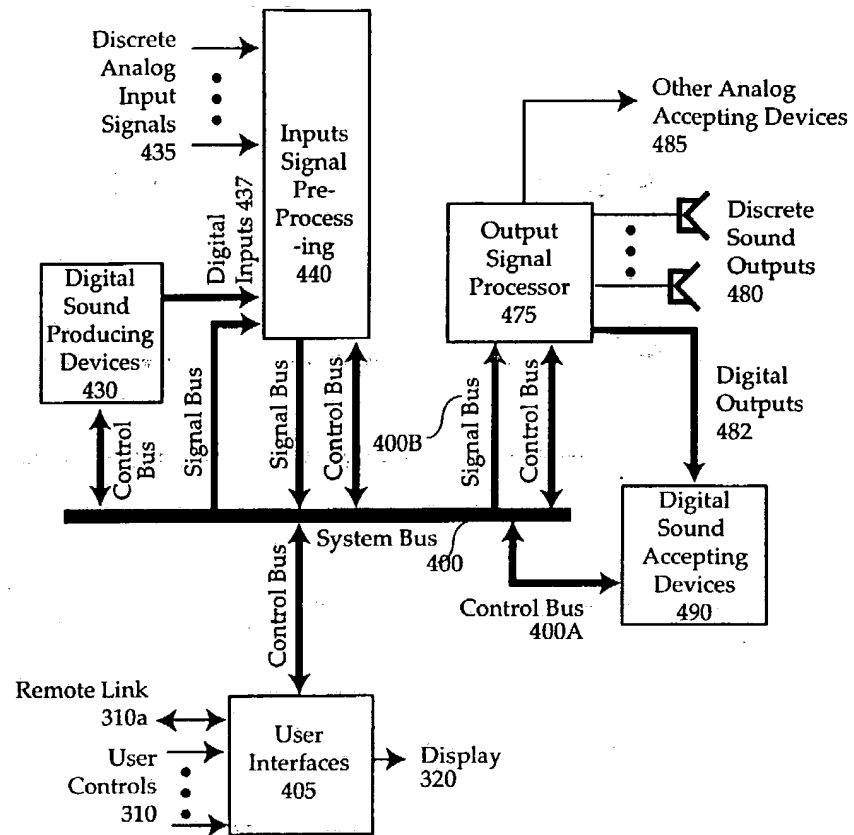 Discrete
Analog
Input
Signals
435
Inputs
Signal
Pre-
Process
-ing
440
Digital
Inputs 437
Digital
Sound
Producing
Devices
430
Control
Bus
Signal Bus
Signal Bus
Control Bus
Other Analog
Accepting Devices
485
Output
Signal
Processor
475
Discrete
Sound
Outputs
480
400B
Signal Bus
Control Bus
Digital
Outputs
482
System Bus
400
Digital
Sound
Accepting
Devices
490
Control Bus
400A
Control Bus
Remote Link
310a
User
Controls
310
User
Interfaces
405
Display
320